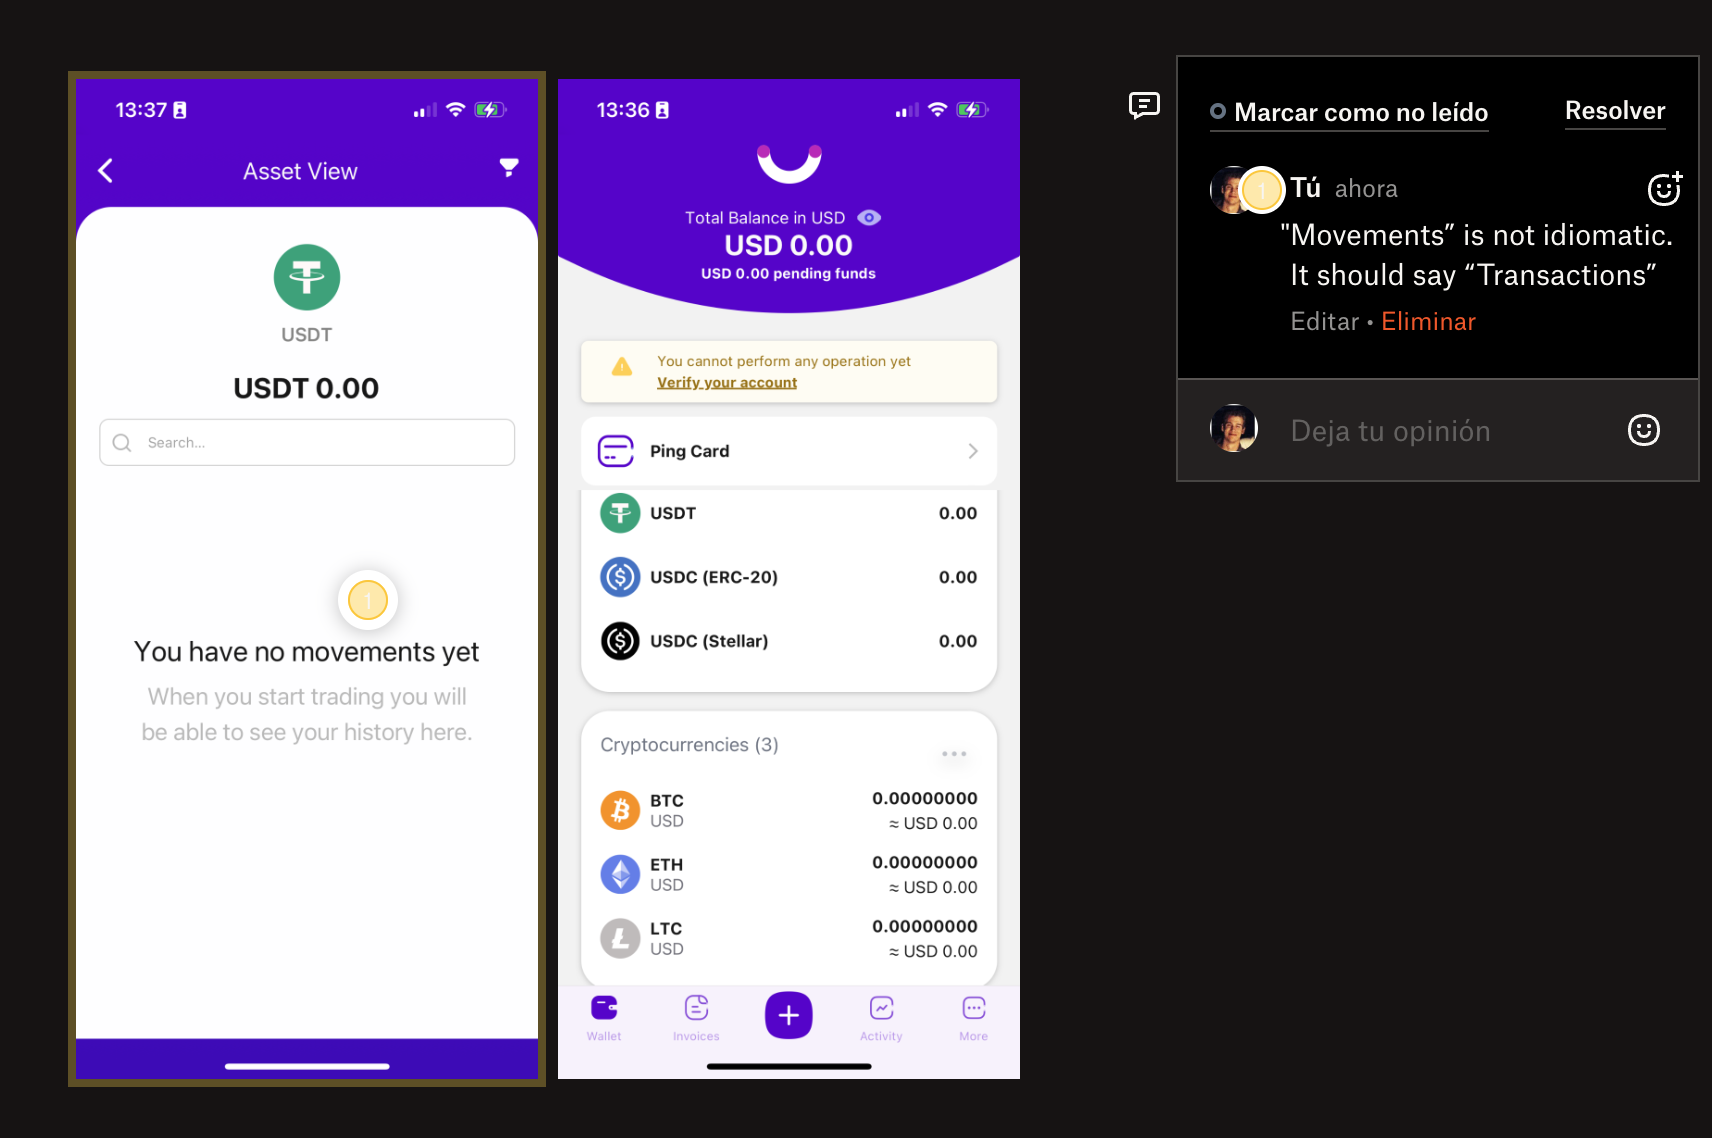 13:37
Asset View
USDT
USDT 0.00
Search...
1
You have no movements yet
When you start trading you will
be able to see your history here.
13:36
Total Balance in USD
USD 0.00
USD 0.00 pending funds
You cannot perform any operation yet
Verify your account
Ping Card
USDT 0.00
USDC (ERC-20) 0.00
USDC (Stellar) 0.00
Cryptocurrencies (3)
BTC 0.00000000
USD ≈ USD 0.00
ETH 0.00000000
USD ≈ USD 0.00
LTC 0.00000000
USD ≈ USD 0.00
Wallet Invoices Activity More
Marcar como no leído Resolver
1 Tú ahora
"Movements” is not idiomatic.
It should say “Transactions”
Editar • Eliminar
Deja tu opinión